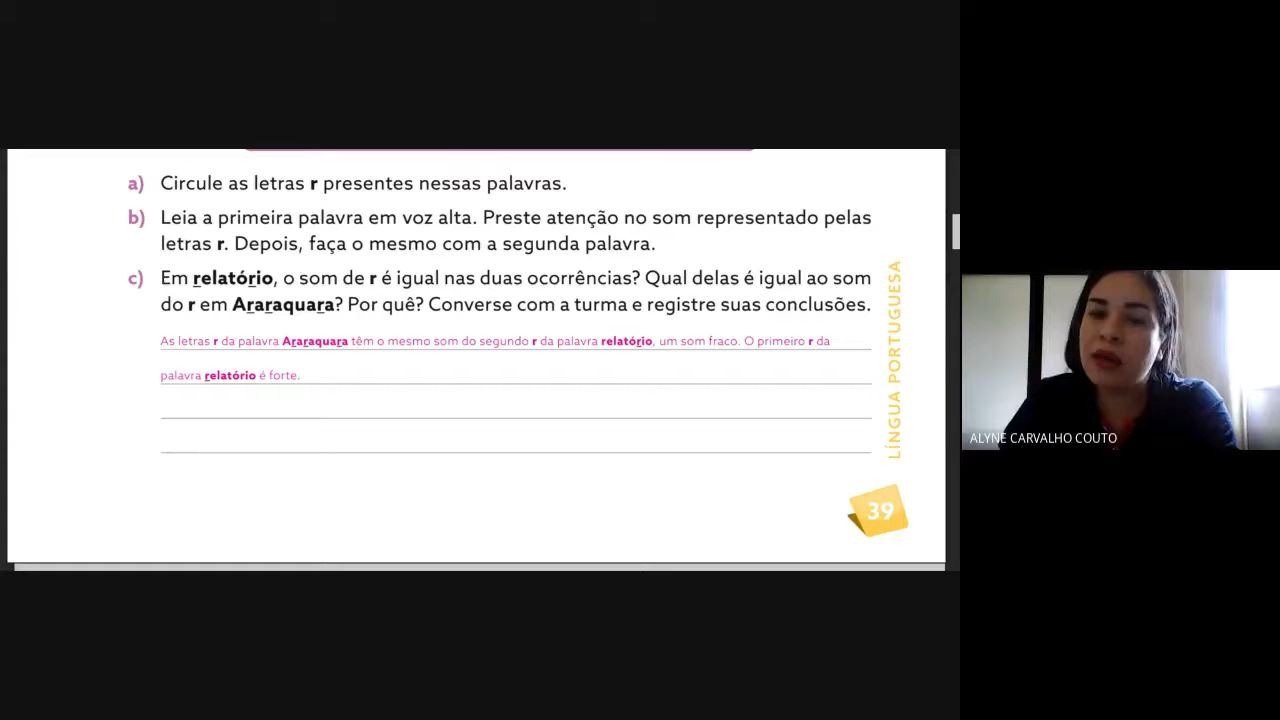 a) Circule as letras r presentes nessas palavras.
b) Leia a primeira palavra em voz alta. Preste atenção no som representado pelas
letras r. Depois, faça o mesmo com a segunda palavra.
c) Em relatório, o som de r é igual nas duas ocorrências? Qual delas é igual ao som
do r em Araraquara? Por quê? Converse com a turma e registre suas conclusões.
As letras r da palavra Araraquara têm o mesmo som do segundo r da palavra relatório, um som fraco. O primeiro r da
palavra relatório é forte.
LÍNGUA PORTUGUESA
39
ALYNE CARVALHO COUTO